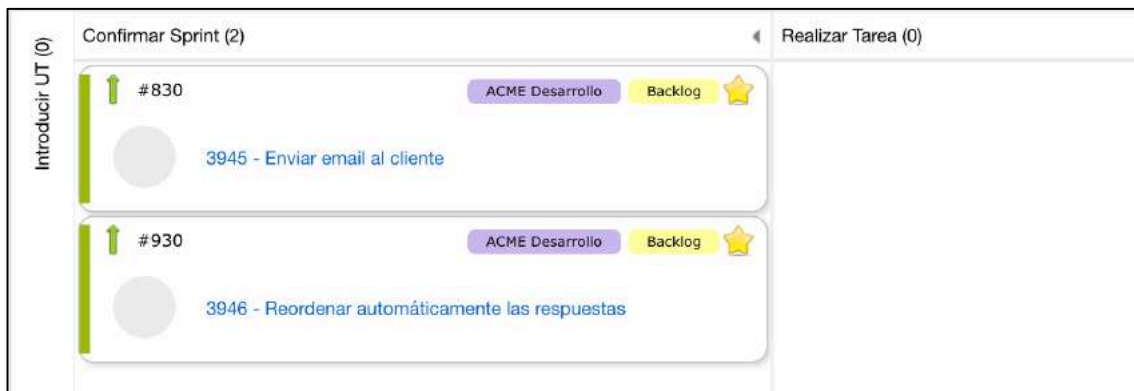 Introducir UT (0)
Confirmar Sprint (2)
Realizar Tarea (0)
#830 ACME Desarrollo Backlog
3945 - Enviar email al cliente
#930 ACME Desarrollo Backlog
3946 - Reordenar automáticamente las respuestas